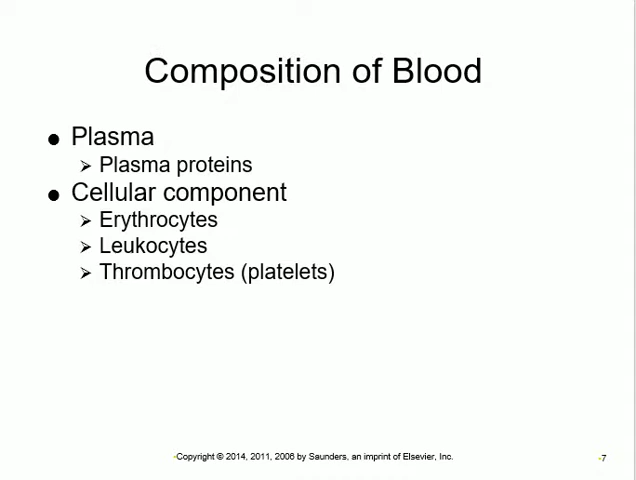 Composition of Blood
● Plasma
➢ Plasma proteins
● Cellular component
➢ Erythrocytes
➢ Leukocytes
➢ Thrombocytes (platelets)
•Copyright © 2014, 2011, 2006 by Saunders, an imprint of Elsevier, Inc.
•7